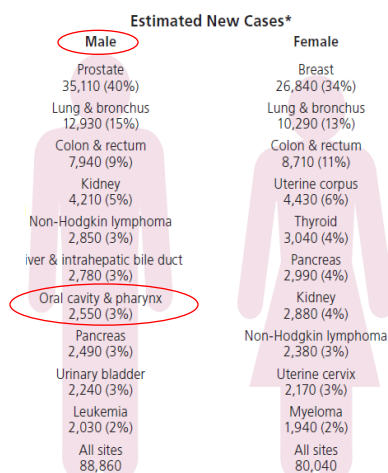 Estimated New Cases*
Male
Prostate
35,110 (40%)
Lung & bronchus
12,930 (15%)
Colon & rectum
7,940 (9%)
Kidney
4,210 (5%)
Non-Hodgkin lymphoma
2,850 (3%)
iver & intrahepatic bile duct
2,780 (3%)
Oral cavity & pharynx
2,550 (3%)
Pancreas
2,490 (3%)
Urinary bladder
2,240 (3%)
Leukemia
2,030 (2%)
All sites
88,860
Female
Breast
26,840 (34%)
Lung & bronchus
10,290 (13%)
Colon & rectum
8,710 (11%)
Uterine corpus
4,430 (6%)
Thyroid
3,040 (4%)
Pancreas
2,990 (4%)
Kidney
2,880 (4%)
Non-Hodgkin lymphoma
2,380 (3%)
Uterine cervix
2,170 (3%)
Myeloma
1,940 (2%)
All sites
80,040